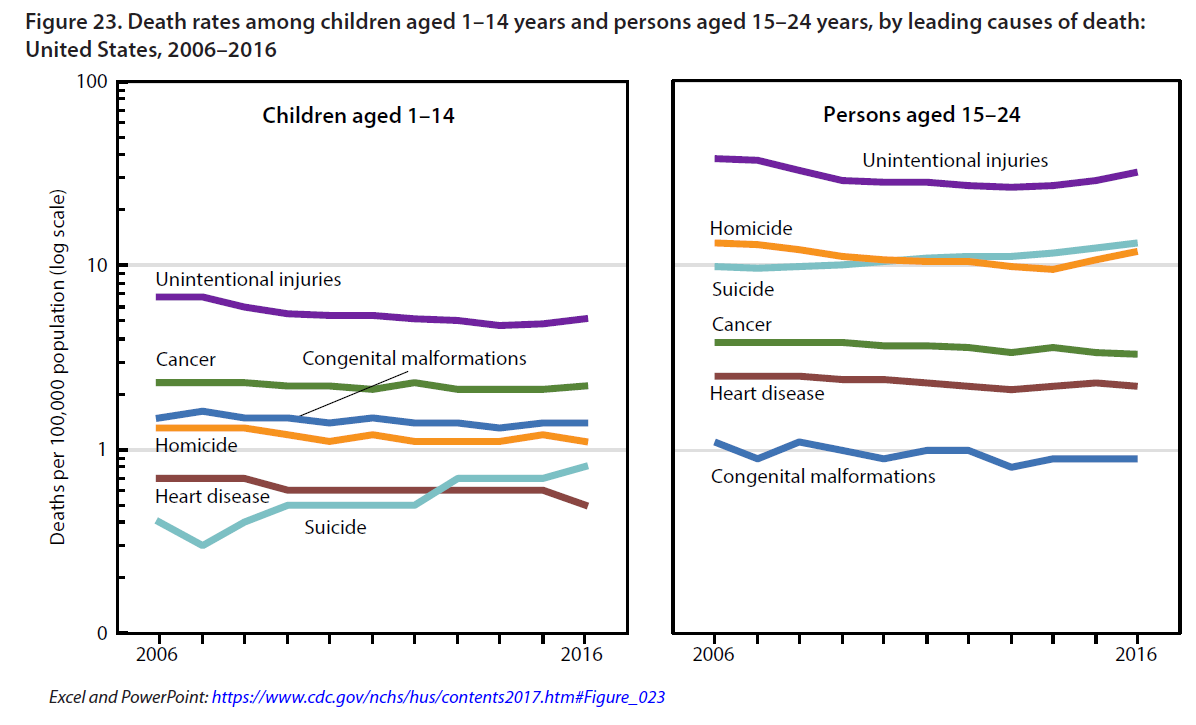 Figure 23. Death rates among children aged 1–14 years and persons aged 15–24 years, by leading causes of death:
United States, 2006–2016
Deaths per 100,000 population (log scale)
100
10
1
0
Children aged 1–14
Unintentional injuries
Cancer
Congenital malformations
Homicide
Heart disease
Suicide
2006
2016
Persons aged 15–24
Unintentional injuries
Homicide
Suicide
Cancer
Heart disease
Congenital malformations
2006
2016
Excel and PowerPoint: https://www.cdc.gov/nchs/hus/contents2017.htm#Figure_023